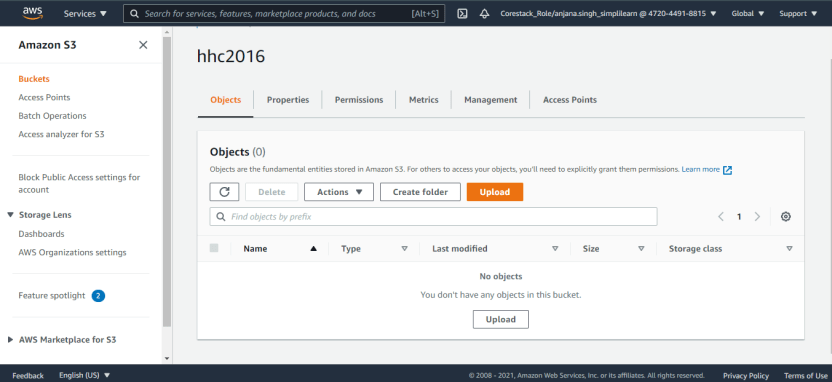 aws Services ▼ Search for services, features, marketplace products, and docs [Alt+S] Corestack_Role/anjana.singh_simplilearn @ 4720-4491-8815 ▼ Global ▼ Support ▼
Amazon S3
Buckets
Access Points
Batch Operations
Access analyzer for S3
Block Public Access settings for
account
Storage Lens
Dashboards
AWS Organizations settings
Feature spotlight 2
AWS Marketplace for S3
hhc2016
Objects Properties Permissions Metrics Management Access Points
Objects (0)
Objects are the fundamental entities stored in Amazon S3. For others to access your objects, you'll need to explicitly grant them permissions. Learn more
Delete Actions ▼ Create folder Upload
Find objects by prefix 1
Name Type Last modified Size Storage class
No objects
You don't have any objects in this bucket.
Upload
Feedback English (US) ▼ © 2008 - 2021, Amazon Web Services, Inc. or its affiliates. All rights reserved. Privacy Policy Terms of Use